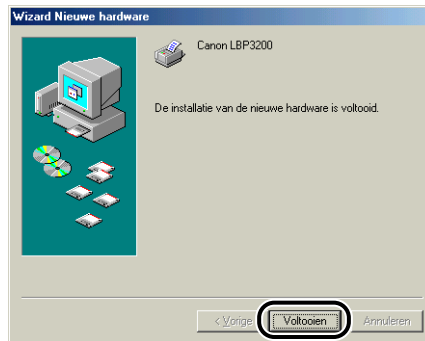 Wizard Nieuwe hardware
Canon LBP3200
De installatie van de nieuwe hardware is voltooid.
< Vorige Voltooien Annuleren